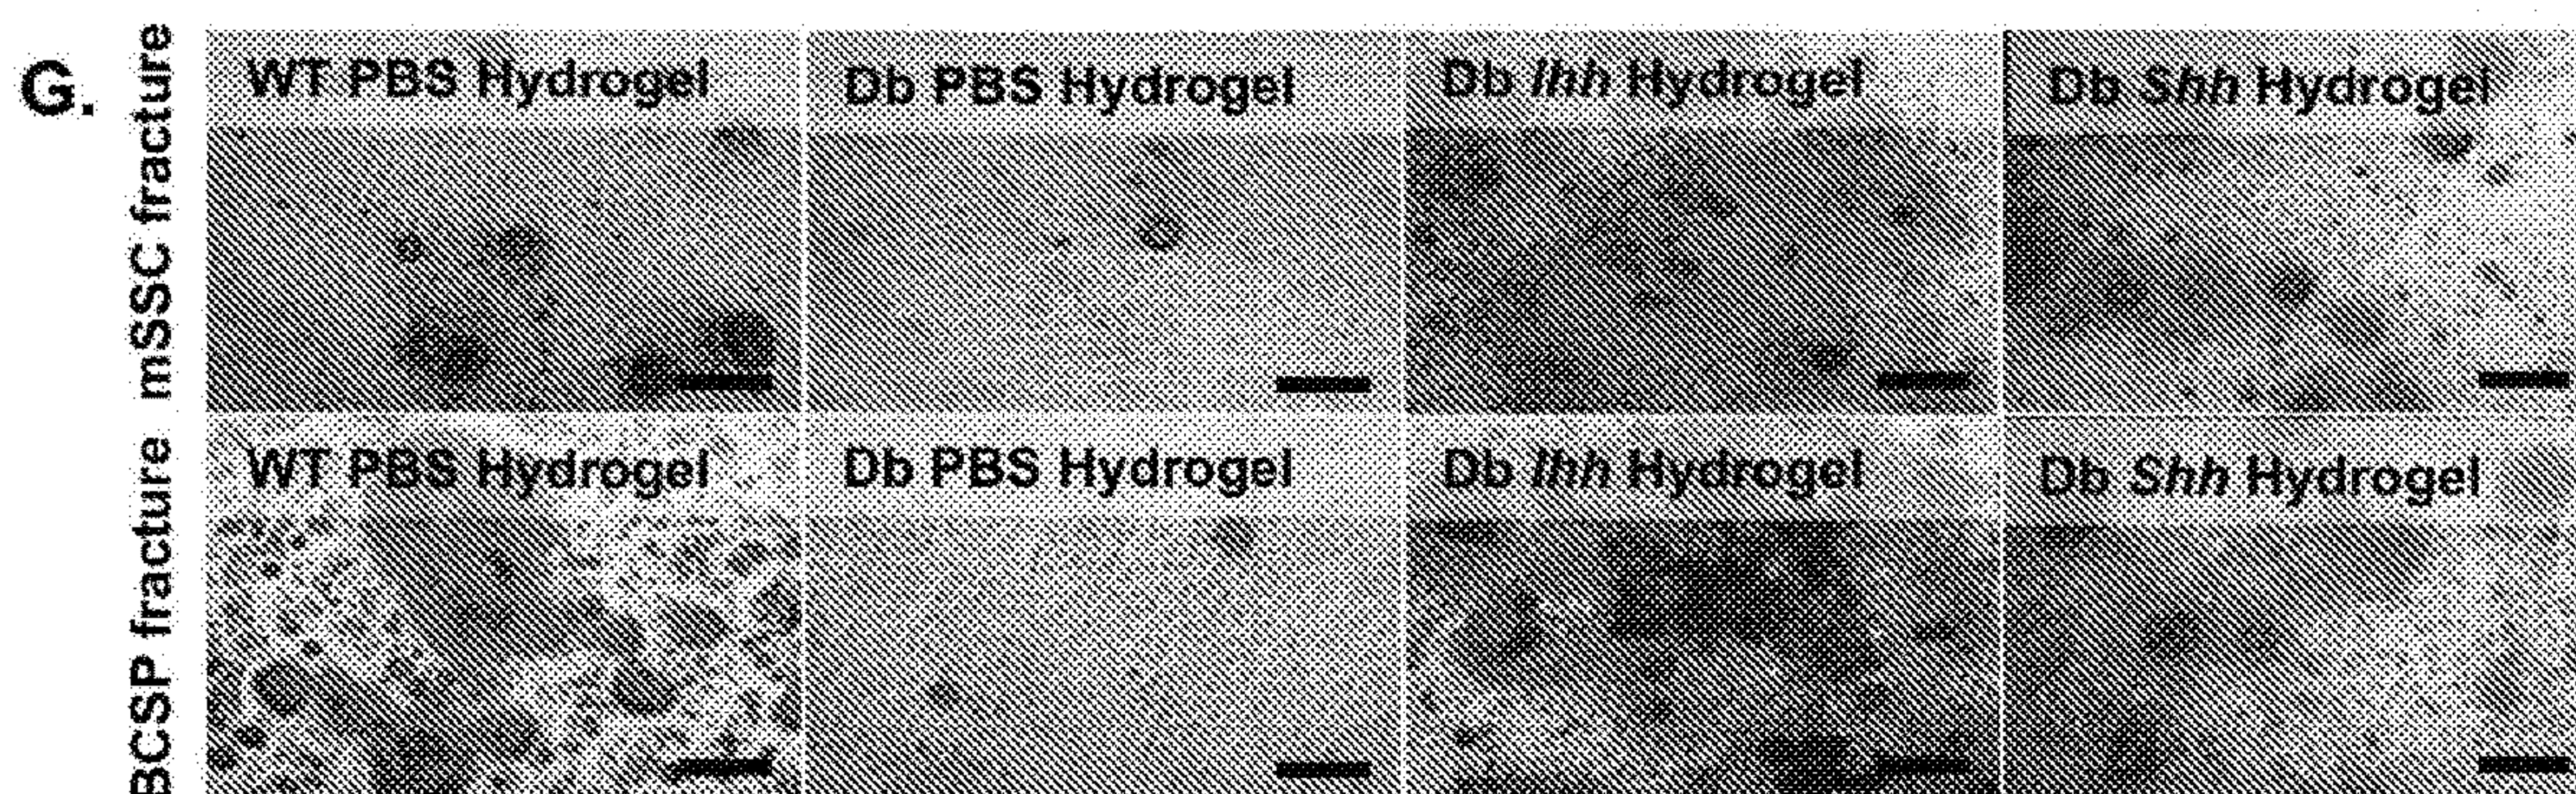 G.
mSSC fracture
WT PBS Hydrogel
Db PBS Hydrogel
Db Ihh Hydrogel
Db Shh Hydrogel
BCSP fracture
WT PBS Hydrogel
Db PBS Hydrogel
Db Ihh Hydrogel
Db Shh Hydrogel